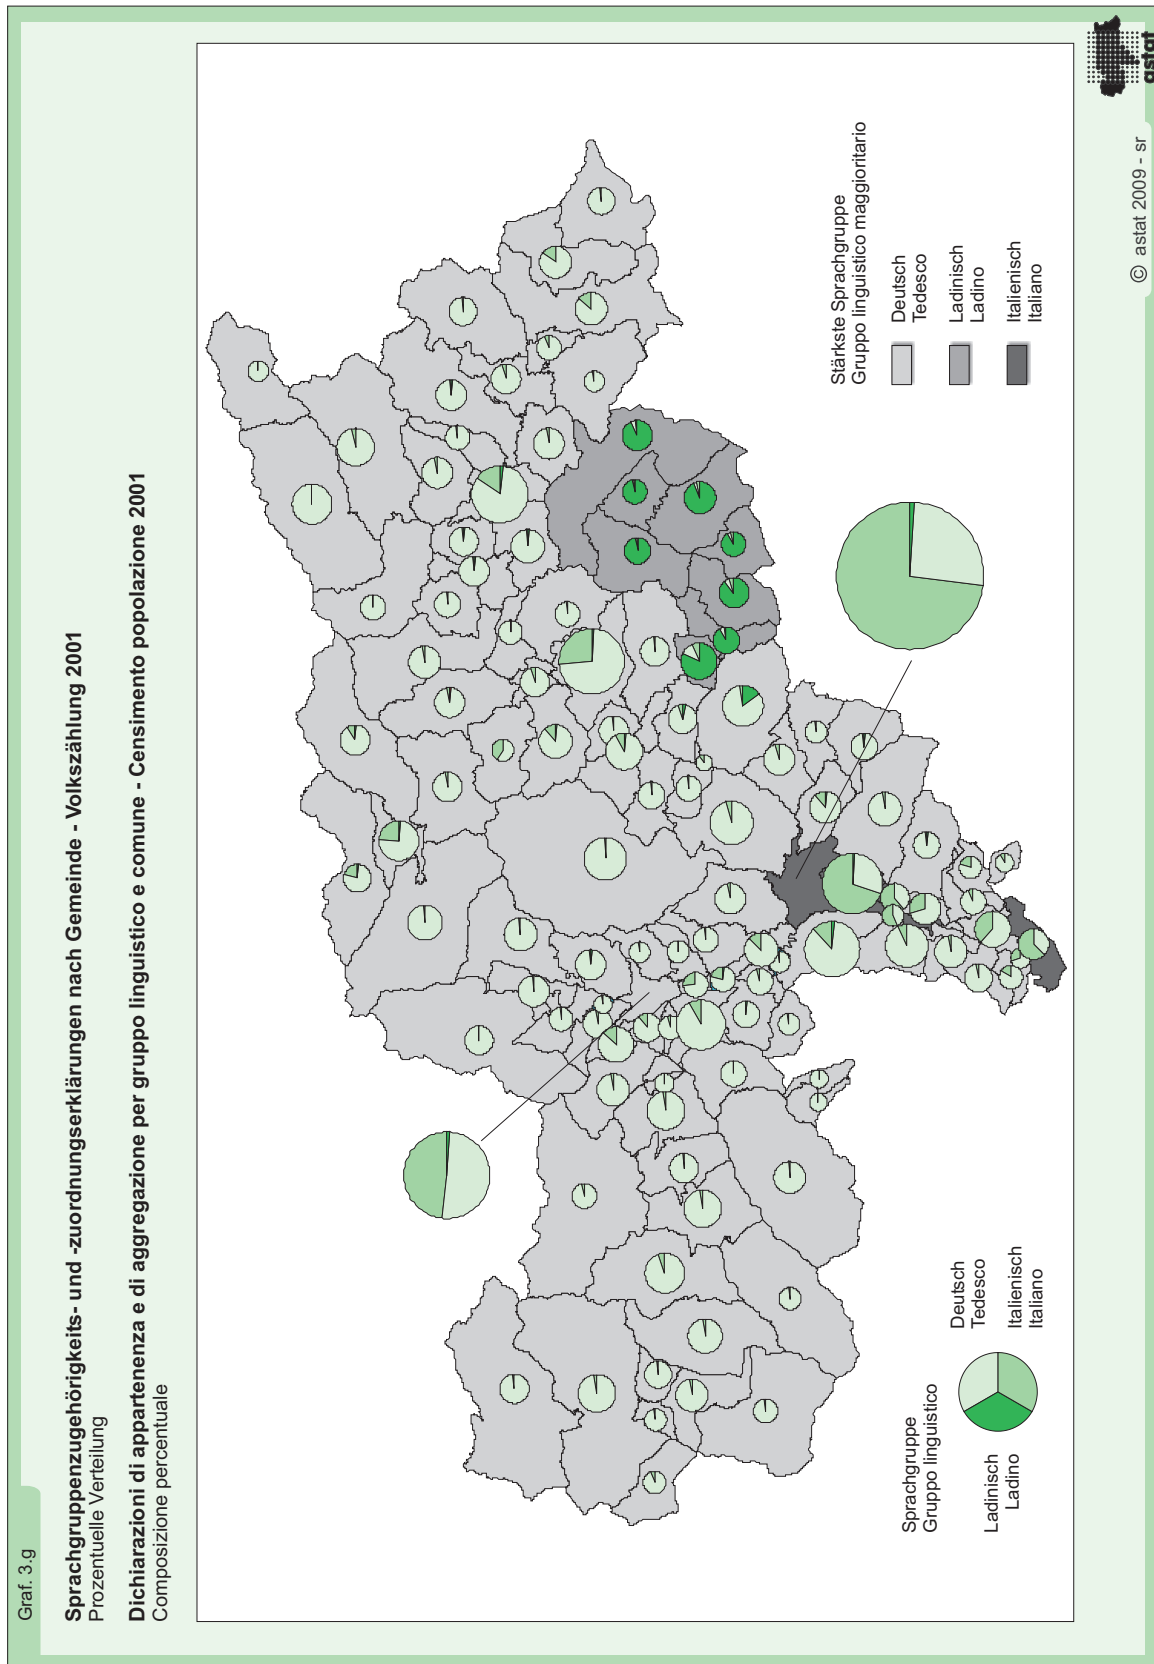 Graf. 3.g
Sprachgruppenzugehörigkeits- und -zuordnungserklärungen nach Gemeinde - Volkszählung 2001
Prozentuelle Verteilung
Dichiarazioni di appartenenza e di aggregazione per gruppo linguistico e comune - Censimento popolazione 2001
Composizione percentuale
Sprachgruppe
Gruppo linguistico
Ladinisch
Ladino
Deutsch
Tedesco
Italienisch
Italiano
Stärkste Sprachgruppe
Gruppo linguistico maggioritario
Deutsch
Tedesco
Ladinisch
Ladino
Italienisch
Italiano
© astat 2009 - sr
astat